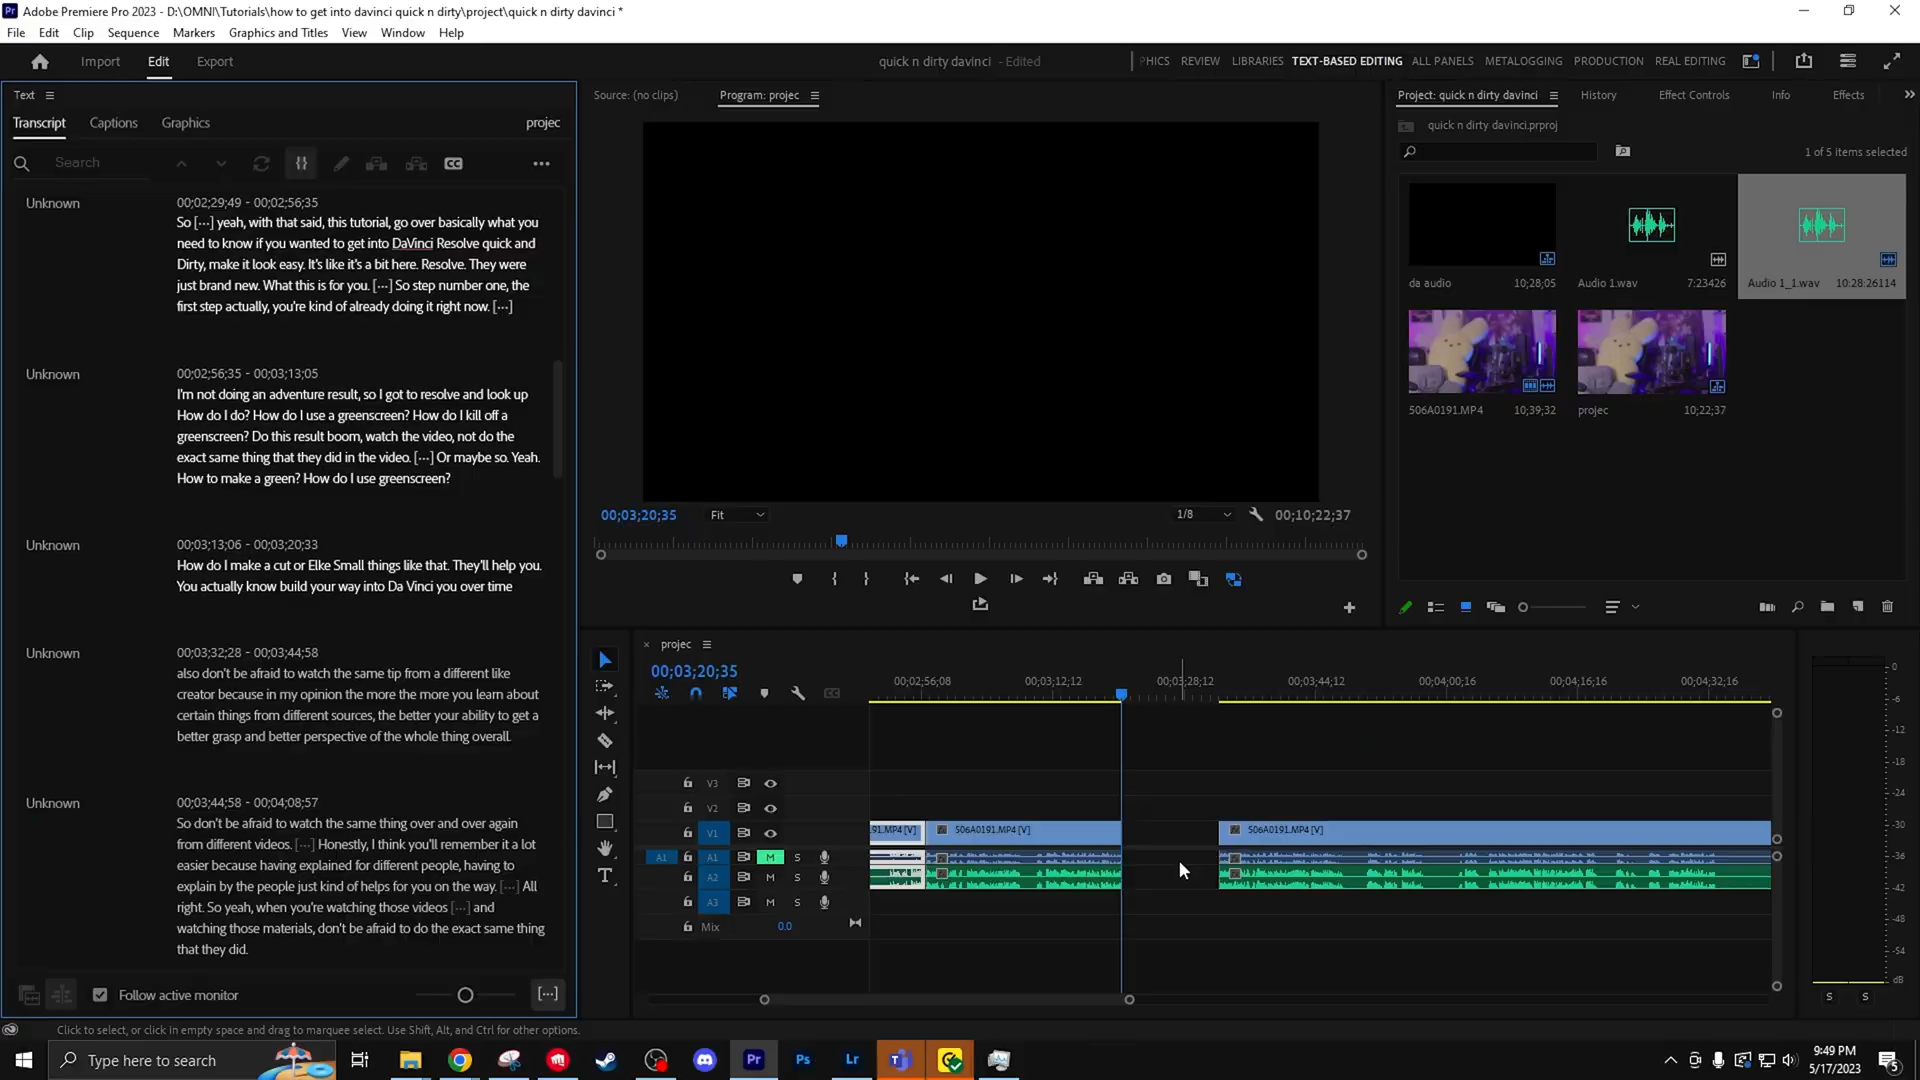 Adobe Premiere Pro 2023 - D:\OMNI\Tutorials\how to get into davinci quick n dirty\project\quick n dirty davinci *
File Edit Clip Sequence Markers Graphics and Titles View Window Help
Import Edit Export
quick n dirty davinci - Edited
PHICS REVIEW LIBRARIES TEXT-BASED EDITING ALL PANELS METALOGGING PRODUCTION REAL EDITING
Text
Transcript Captions Graphics projec
Search
Unknown
00;02;29;49 - 00;02;56;35
So [...] yeah, with that said, this tutorial, go over basically what you
need to know if you wanted to get into DaVinci Resolve quick and
Dirty, make it look easy. It's like it's a bit here. Resolve. They were
just brand new. What this is for you. [...] So step number one, the
first step actually, you're kind of already doing it right now. [...]
Unknown
00;02;56;35 - 00;03;13;05
I'm not doing an adventure result, so I got to resolve and look up
How do I do? How do I use a greenscreen? How do I kill off a
greenscreen? Do this result boom, watch the video, not do the
exact same thing that they did in the video. [...] Or maybe so. Yeah.
How to make a green? How do I use greenscreen?
Unknown
00;03;13;06 - 00;03;20;33
How do I make a cut or Elke Small things like that. They'll help you.
You actually know build your way into Da Vinci you over time
Unknown
00;03;32;28 - 00;03;44;58
also don't be afraid to watch the same tip from a different like
creator because in my opinion the more the more you learn about
certain things from different sources, the better your ability to get a
better grasp and better perspective of the whole thing overall.
Unknown
00;03;44;58 - 00;04;08;57
So don't be afraid to watch the same thing over and over again
from different videos. [...] Honestly, I think you'll remember it a lot
easier because having explained for different people, having to
explain by the people just kind of helps for you on the way. [...] All
right. So yeah, when you're watching those videos [...] and
watching those materials, don't be afraid to do the exact same thing
that they did.
Follow active monitor
[...]
Source: (no clips) Program: projec
00;03;20;35 Fit 1/8 00;10;22;37
Project: quick n dirty davinci History Effect Controls Info Effects
quick n dirty davinci.prproj
1 of 5 items selected
da audio 10;28;05
Audio 1.wav 7:23426
Audio 1_1.wav 10:28:26114
506A0191.MP4 10;39;32
projec 10;22;37
projec
00;03;20;35
00;02;56;08 00;03;12;12 00;03;28;12 00;03;44;12 00;04;00;16 00;04;16;16 00;04;32;16
V3
V2
V1
191.MP4 [V] 506A0191.MP4 [V] 506A0191.MP4 [V]
A1 A1 M S
A2 M S
A3 M S
Mix 0.0
0
-6
-12
-18
-24
-30
-36
-42
-48
-54
dB
S S
Click to select, or click in empty space and drag to marquee select. Use Shift, Alt, and Ctrl for other options.
Type here to search
Pr Ps Lr
9:49 PM
5/17/2023
5